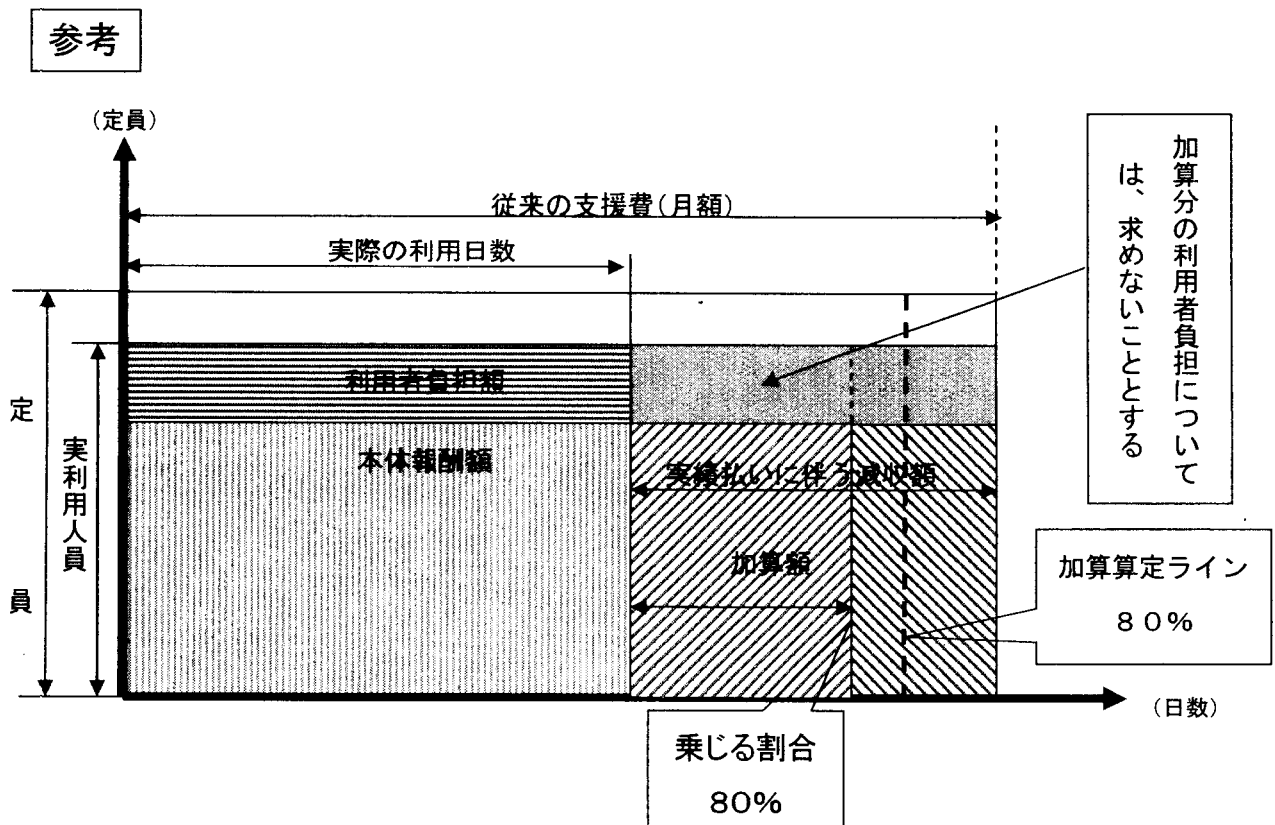 参考
(定員)
従来の支援費(月額)
実際の利用日数
加算分の利用者負担について
は、求めないこととする
利用者負担額
定員
実利用人員
本体報酬額
実績払いに伴う減収額
加算額
加算算定ライン
80%
(日数)
乗じる割合
80%